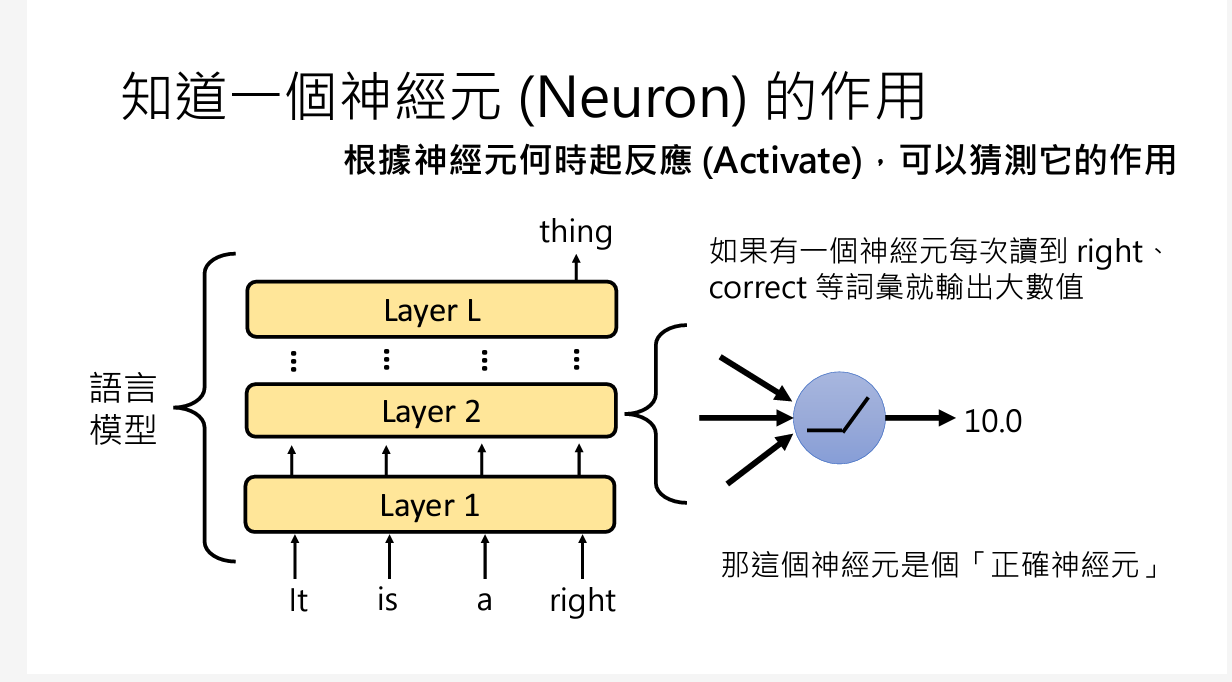 知道一個神經元 (Neuron) 的作用
根據神經元何時起反應 (Activate)，可以猜測它的作用
thing
Layer L
Layer 2
Layer 1
It is a right
語言
模型
如果有一個神經元每次讀到 right、
correct 等詞彙就輸出大數值
10.0
那這個神經元是個「正確神經元」